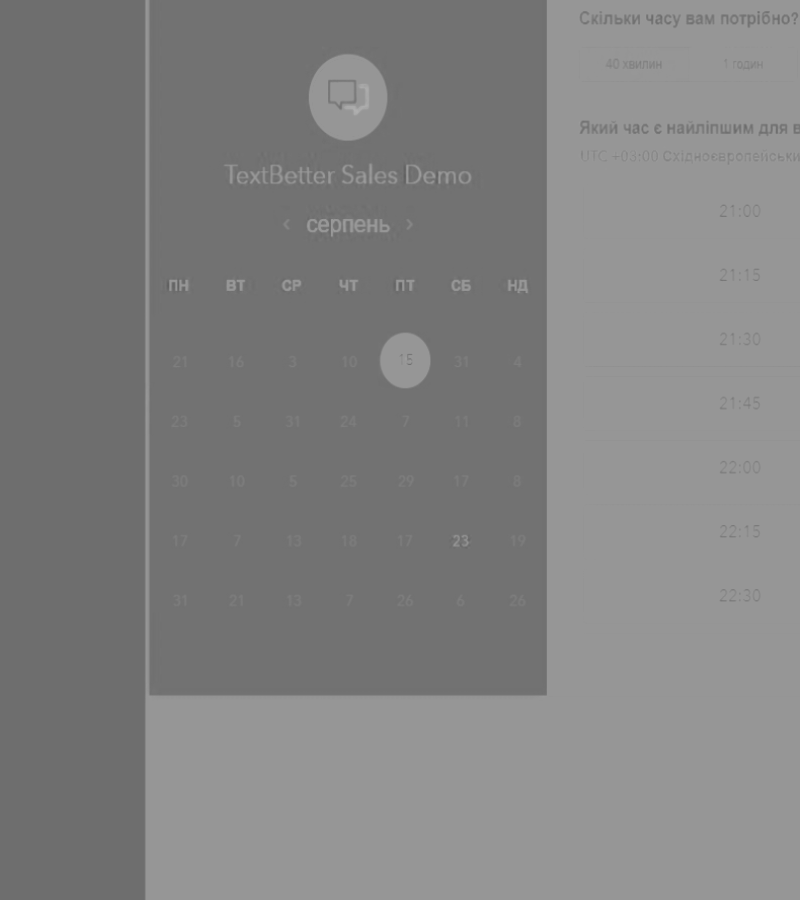 TextBetter Sales Demo
‹ серпень ›
ПН ВТ СР ЧТ ПТ СБ НД
21 16 3 10 15 31 4
23 5 31 24 7 11 8
30 10 5 25 29 17 8
17 7 13 18 17 23 19
31 21 13 7 26 6 26
Скільки часу вам потрібно?
40 хвилин 1 годин
Який час є найліпшим для в
UTC +03:00 Східноєвропейськи
21:00
21:15
21:30
21:45
22:00
22:15
22:30